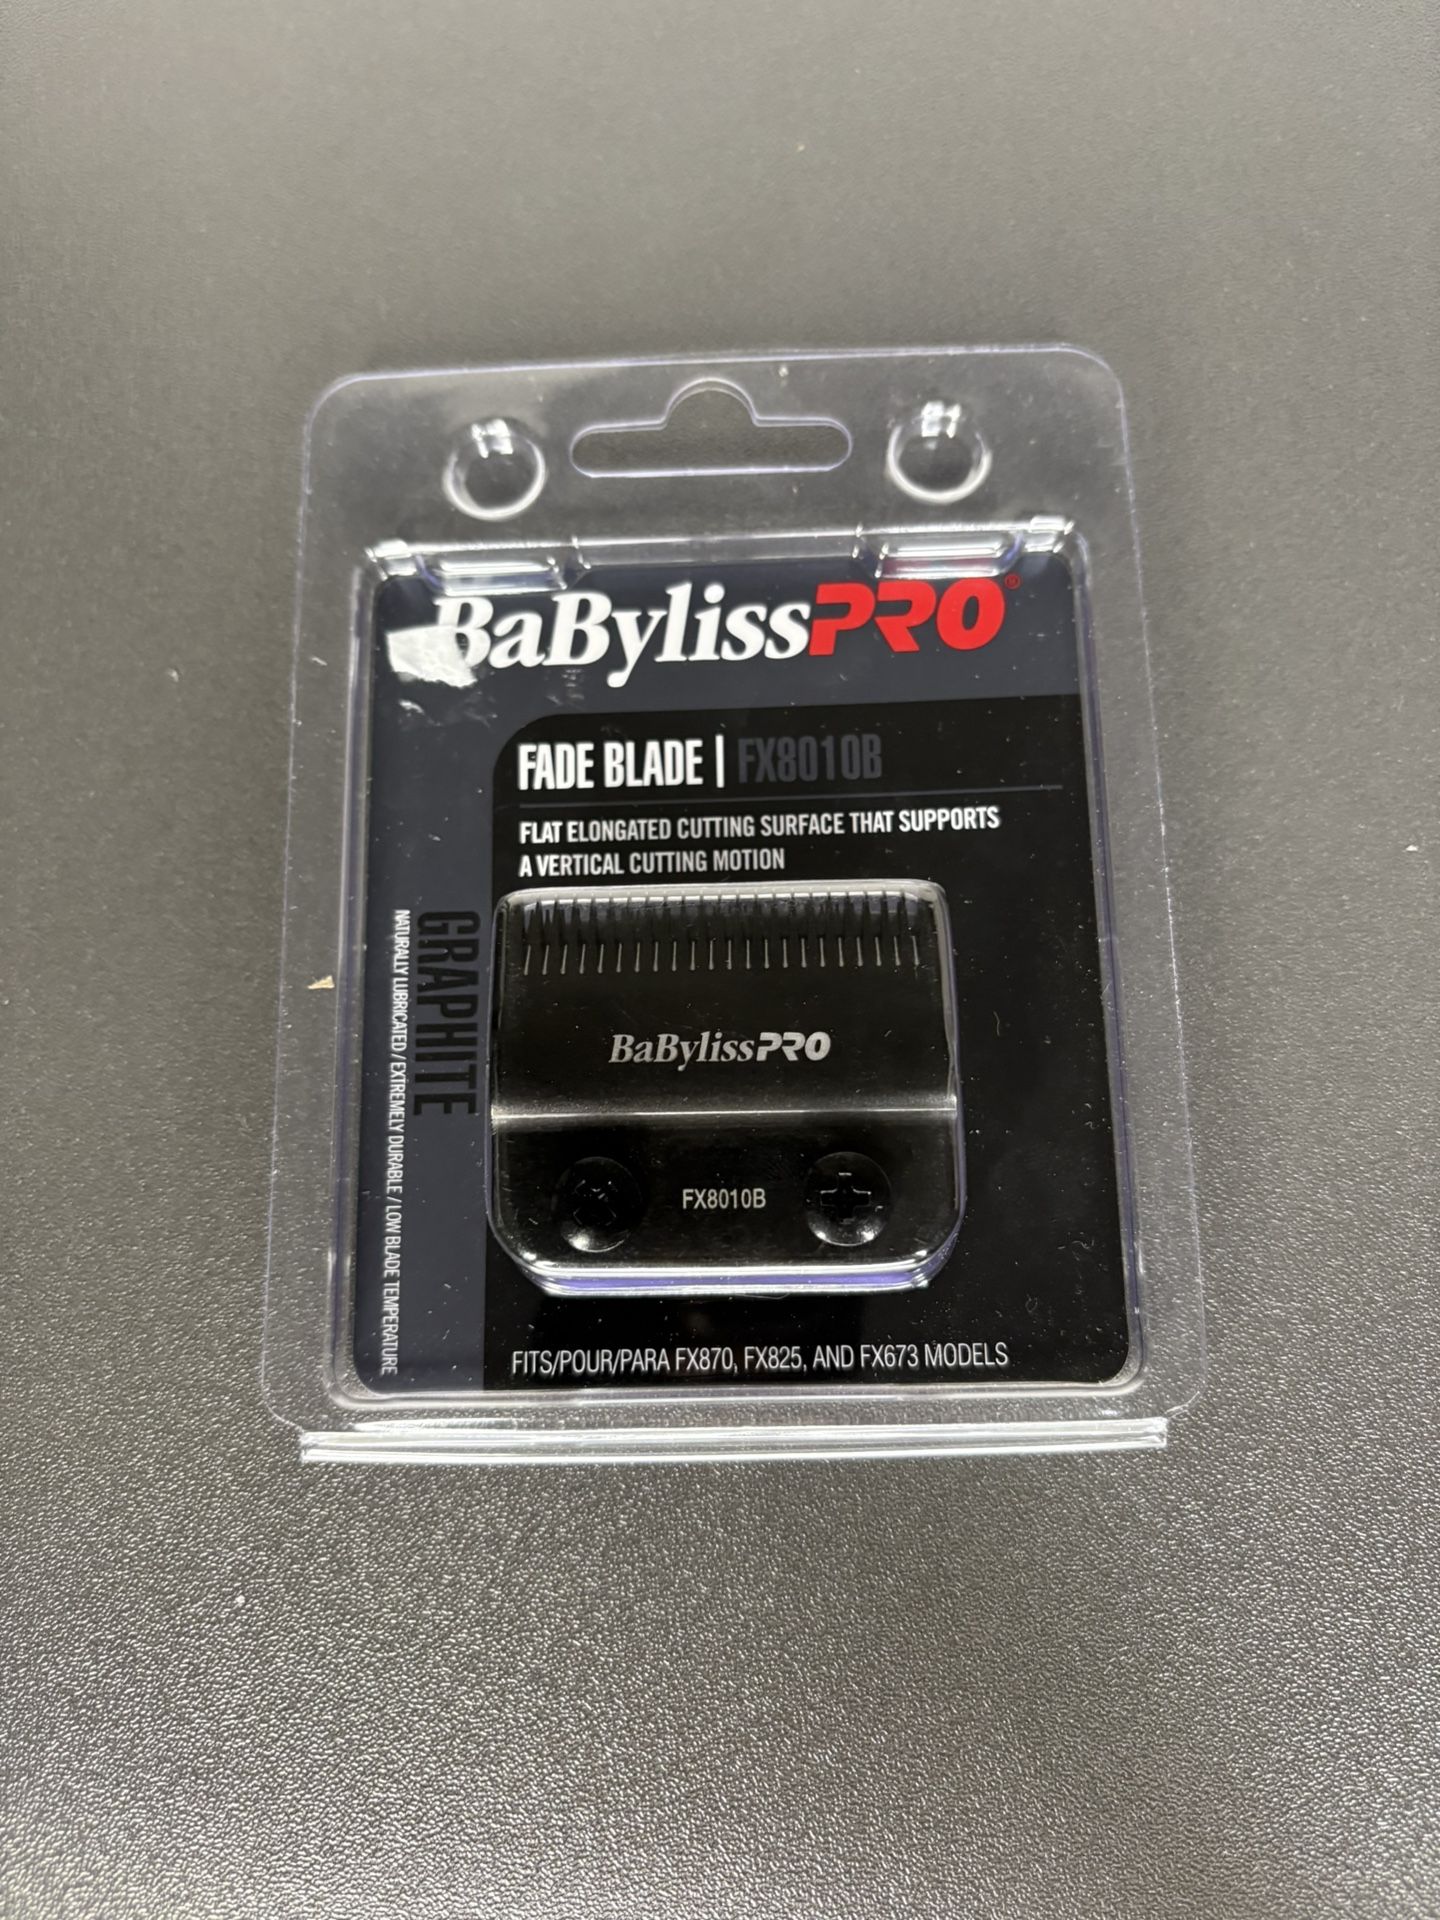 BaBylissPRO®
FADE BLADE | FX8010B
FLAT ELONGATED CUTTING SURFACE THAT SUPPORTS
A VERTICAL CUTTING MOTION
GRAPHITE
NATURALLY LUBRICATED / EXTREMELY DURABLE / LOW BLADE TEMPERATURE
BaBylissPRO
FX8010B
FITS/POUR/PARA FX870, FX825, AND FX673 MODELS